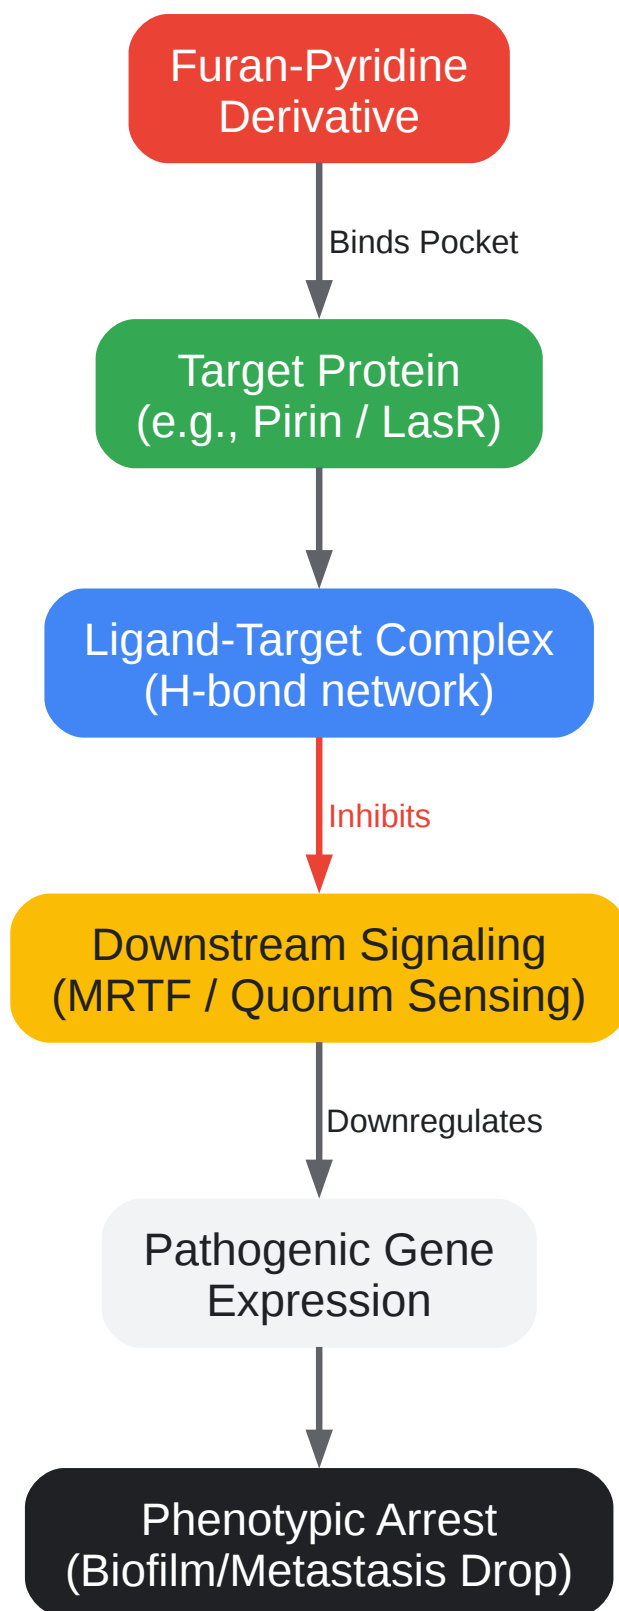 Furan-Pyridine
Derivative
Binds Pocket
Target Protein
(e.g., Pirin / LasR)
Ligand-Target Complex
(H-bond network)
Inhibits
Downstream Signaling
(MRTF / Quorum Sensing)
Downregulates
Pathogenic Gene
Expression
Phenotypic Arrest
(Biofilm/Metastasis Drop)